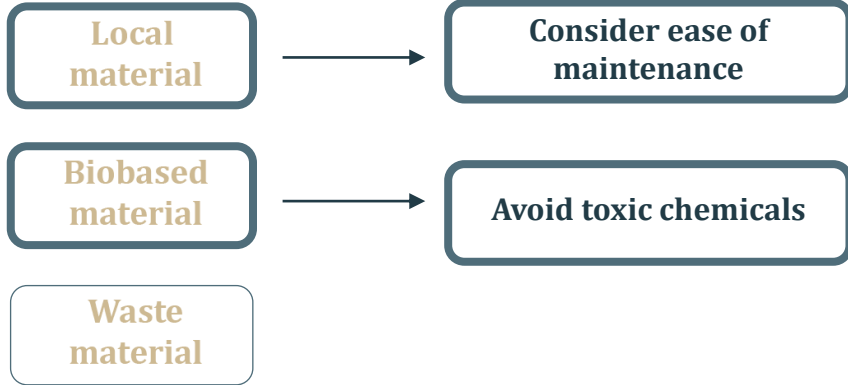 Local
material
Consider ease of
maintenance
Biobased
material
Avoid toxic chemicals
Waste
material